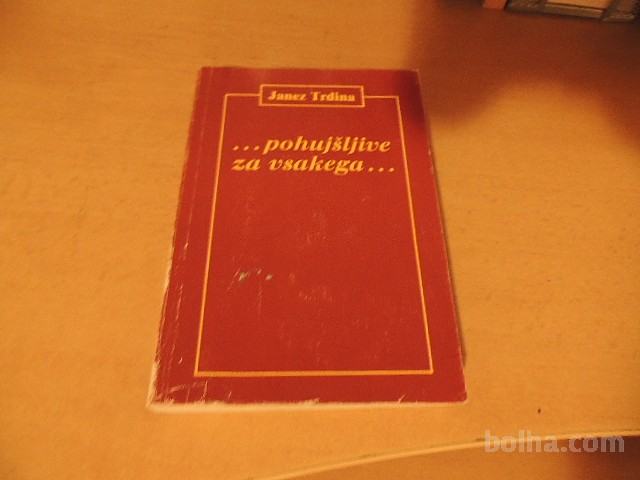 Janez Trdina
...pohujšljive
za vsakega...
bolha.com